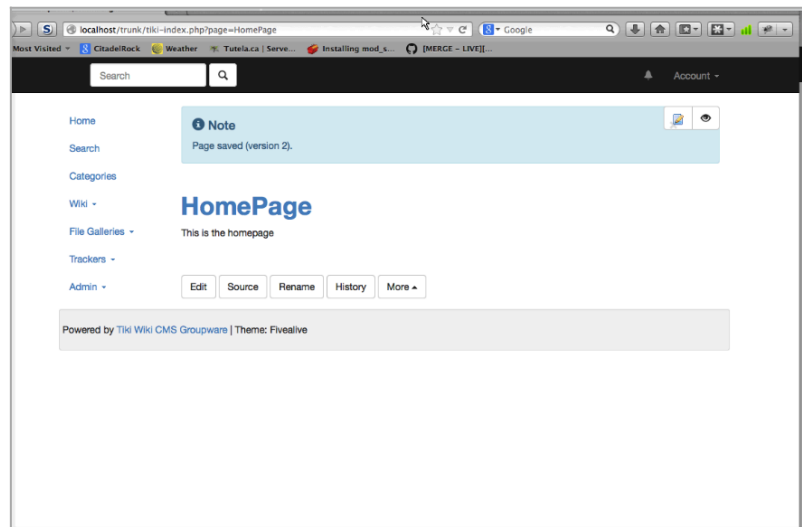 localhost/trunk/tiki-index.php?page=HomePage
Google
Most Visited
CitadelRock
Weather
Tutela.ca | Serve...
Installing mod_s...
[MERGE – LIVE][...
Search
Account
Home
Search
Categories
Wiki
File Galleries
Trackers
Admin
Note
Page saved (version 2).
HomePage
This is the homepage
Edit
Source
Rename
History
More
Powered by Tiki Wiki CMS Groupware | Theme: Fivealive